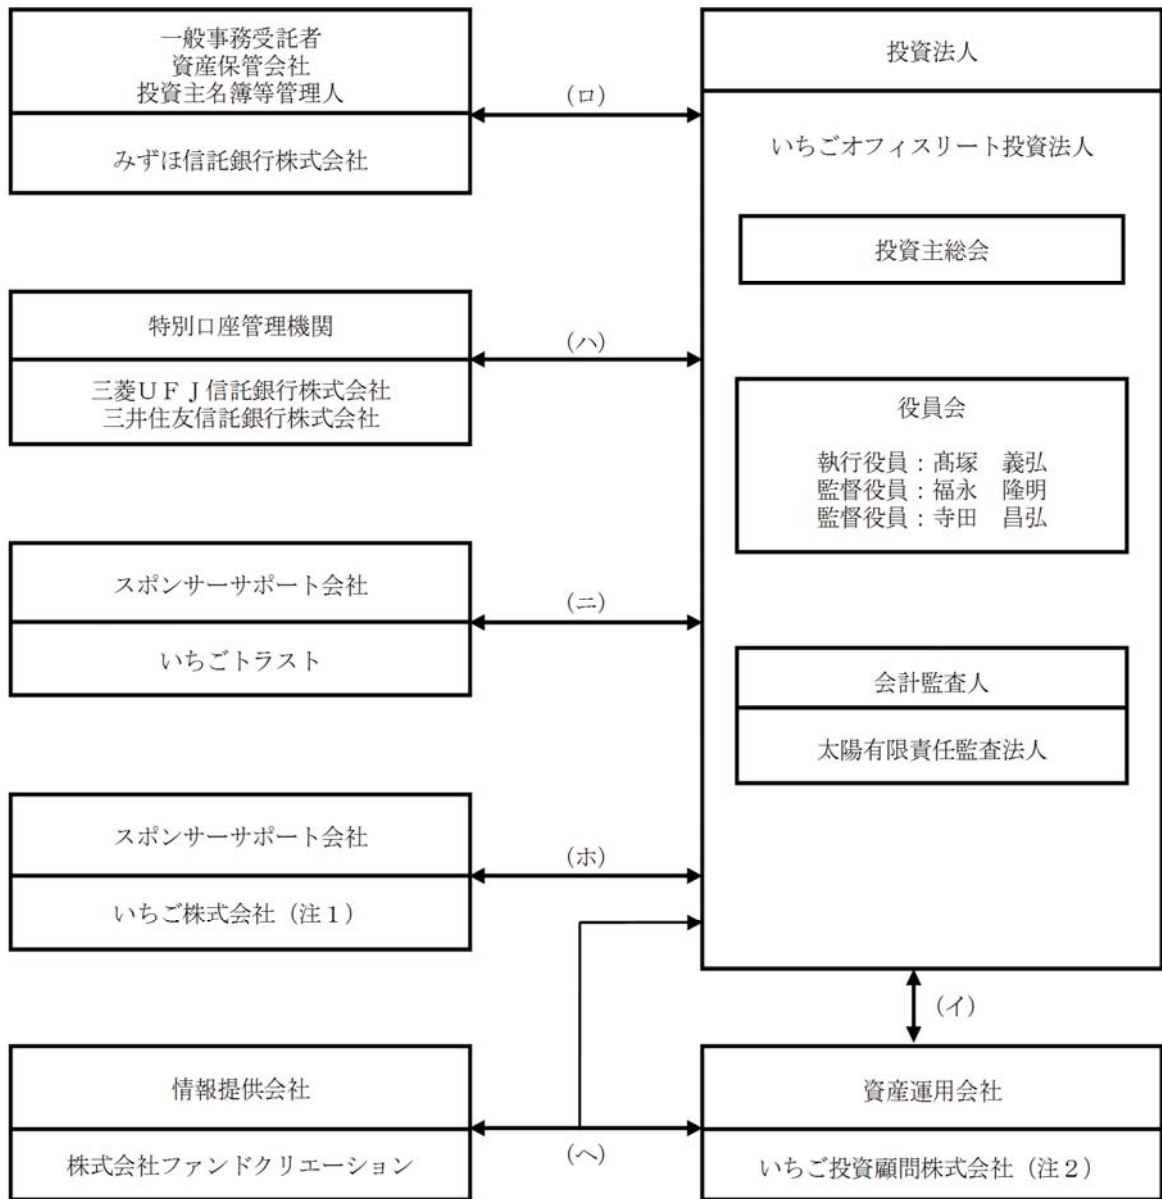 一般事務受託者
資産保管会社
投資主名簿等管理人
みずほ信託銀行株式会社
(ロ)
投資法人
いちごオフィスリート投資法人
投資主総会
特別口座管理機関
三菱UFJ信託銀行株式会社
三井住友信託銀行株式会社
(ハ)
役員会
執行役員：髙塚　義弘
監督役員：福永　隆明
監督役員：寺田　昌弘
スポンサーサポート会社
いちごトラスト
(ニ)
会計監査人
太陽有限責任監査法人
スポンサーサポート会社
いちご株式会社（注１）
(ホ)
(イ)
情報提供会社
株式会社ファンドクリエーション
(ヘ)
資産運用会社
いちご投資顧問株式会社（注２）